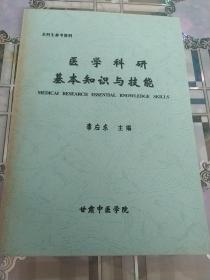 本科生参考资料
医学科研
基本知识与技能
MEDICAL RESEARCH ESSENTIAL KNOWLEDGE SKILLS
李应东 主编
甘肃中医学院